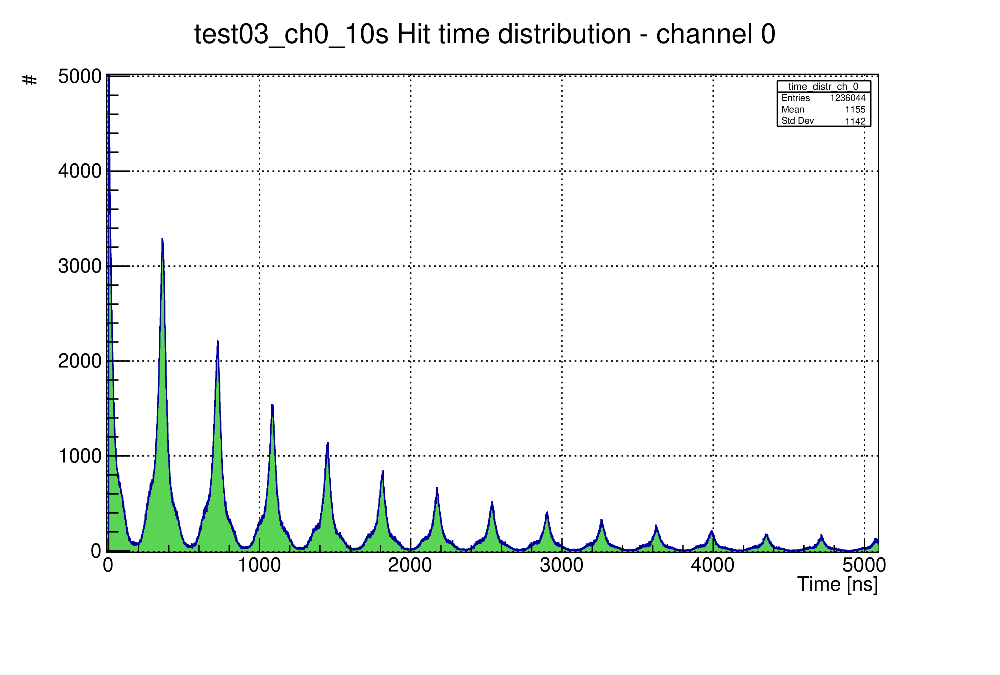 test03_ch0_10s Hit time distribution - channel 0
#
5000
4000
3000
2000
1000
0
time_distr_ch_0
Entries 1236044
Mean 1155
Std Dev 1142
0 1000 2000 3000 4000 5000
Time [ns]